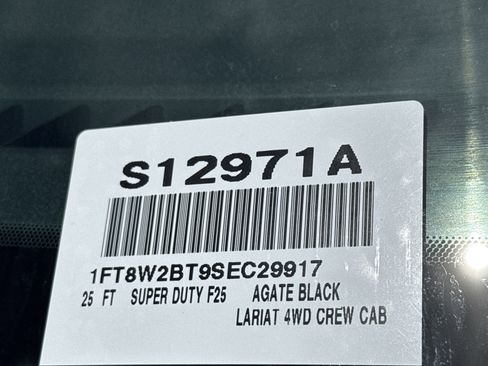 S12971A
1FT8W2BT9SEC29917
25 FT SUPER DUTY F25 AGATE BLACK
LARIAT 4WD CREW CAB